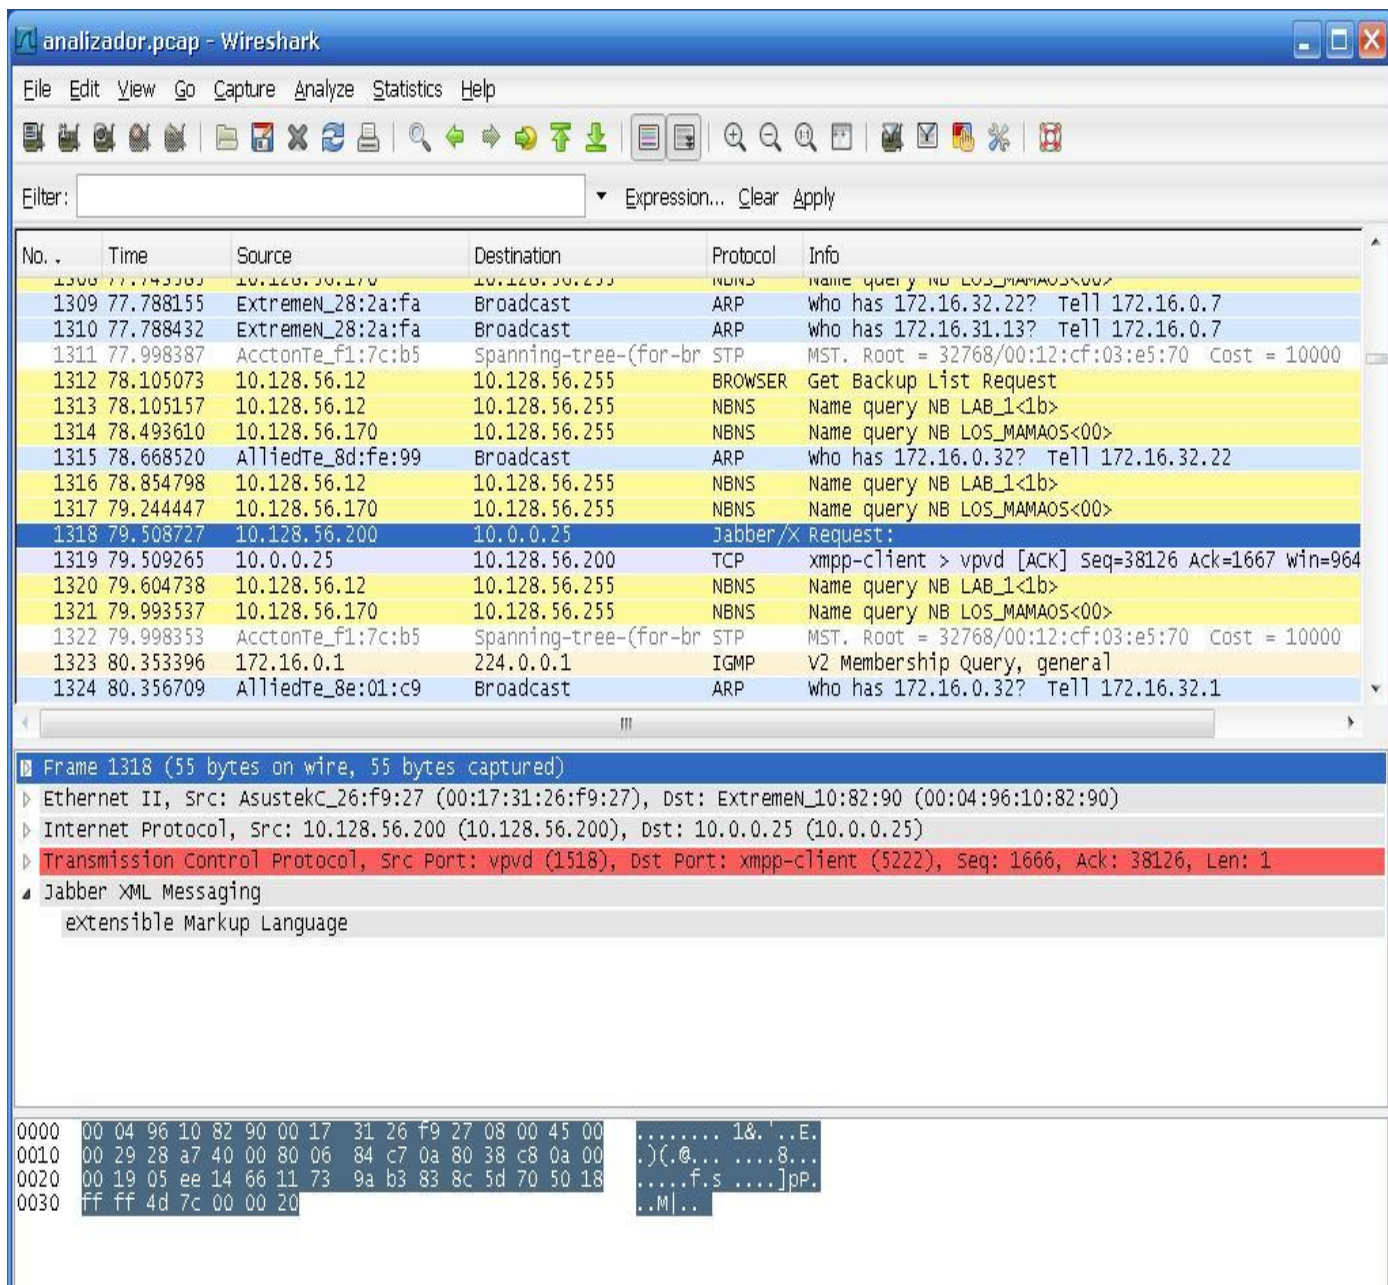 analizador.pcap - Wireshark
File Edit View Go Capture Analyze Statistics Help
Filter: Expression... Clear Apply
No. . Time Source Destination Protocol Info
1308 77.743585 10.128.56.170 10.128.56.255 NBNS Name query NB LOS_MAMAOS<00>
1309 77.788155 ExtremeN_28:2a:fa Broadcast ARP who has 172.16.32.22? Tell 172.16.0.7
1310 77.788432 ExtremeN_28:2a:fa Broadcast ARP who has 172.16.31.13? Tell 172.16.0.7
1311 77.998387 AcctonTe_f1:7c:b5 Spanning-tree-(for-br STP MST. Root = 32768/00:12:cf:03:e5:70 Cost = 10000
1312 78.105073 10.128.56.12 10.128.56.255 BROWSER Get Backup List Request
1313 78.105157 10.128.56.12 10.128.56.255 NBNS Name query NB LAB_1<1b>
1314 78.493610 10.128.56.170 10.128.56.255 NBNS Name query NB LOS_MAMAOS<00>
1315 78.668520 AlliedTe_8d:fe:99 Broadcast ARP who has 172.16.0.32? Tell 172.16.32.22
1316 78.854798 10.128.56.12 10.128.56.255 NBNS Name query NB LAB_1<1b>
1317 79.244447 10.128.56.170 10.128.56.255 NBNS Name query NB LOS_MAMAOS<00>
1318 79.508727 10.128.56.200 10.0.0.25 Jabber/X Request:
1319 79.509265 10.0.0.25 10.128.56.200 TCP xmpp-client > vpvd [ACK] Seq=38126 Ack=1667 Win=964
1320 79.604738 10.128.56.12 10.128.56.255 NBNS Name query NB LAB_1<1b>
1321 79.993537 10.128.56.170 10.128.56.255 NBNS Name query NB LOS_MAMAOS<00>
1322 79.998353 AcctonTe_f1:7c:b5 Spanning-tree-(for-br STP MST. Root = 32768/00:12:cf:03:e5:70 Cost = 10000
1323 80.353396 172.16.0.1 224.0.0.1 IGMP V2 Membership Query, general
1324 80.356709 AlliedTe_8e:01:c9 Broadcast ARP who has 172.16.0.32? Tell 172.16.32.1
Frame 1318 (55 bytes on wire, 55 bytes captured)
Ethernet II, Src: AsustekC_26:f9:27 (00:17:31:26:f9:27), Dst: ExtremeN_10:82:90 (00:04:96:10:82:90)
Internet Protocol, Src: 10.128.56.200 (10.128.56.200), Dst: 10.0.0.25 (10.0.0.25)
Transmission Control Protocol, Src Port: vpvd (1518), Dst Port: xmpp-client (5222), Seq: 1666, Ack: 38126, Len: 1
Jabber XML Messaging
eXtensible Markup Language
0000 00 04 96 10 82 90 00 17 31 26 f9 27 08 00 45 00 ........ 1&.'..E.
0010 00 29 28 a7 40 00 80 06 84 c7 0a 80 38 c8 0a 00 .)(.@... ....8...
0020 00 19 05 ee 14 66 11 73 9a b3 83 8c 5d 70 50 18 .....f.s ....]pP.
0030 ff ff 4d 7c 00 00 20 ..M|..